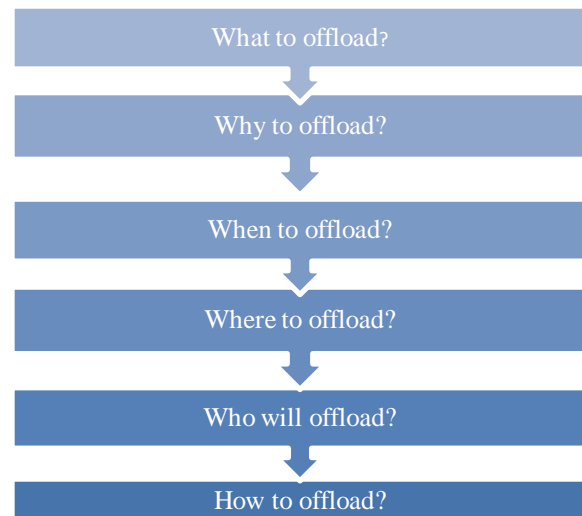 What to offload?
Why to offload?
When to offload?
Where to offload?
Who will offload?
How to offload?